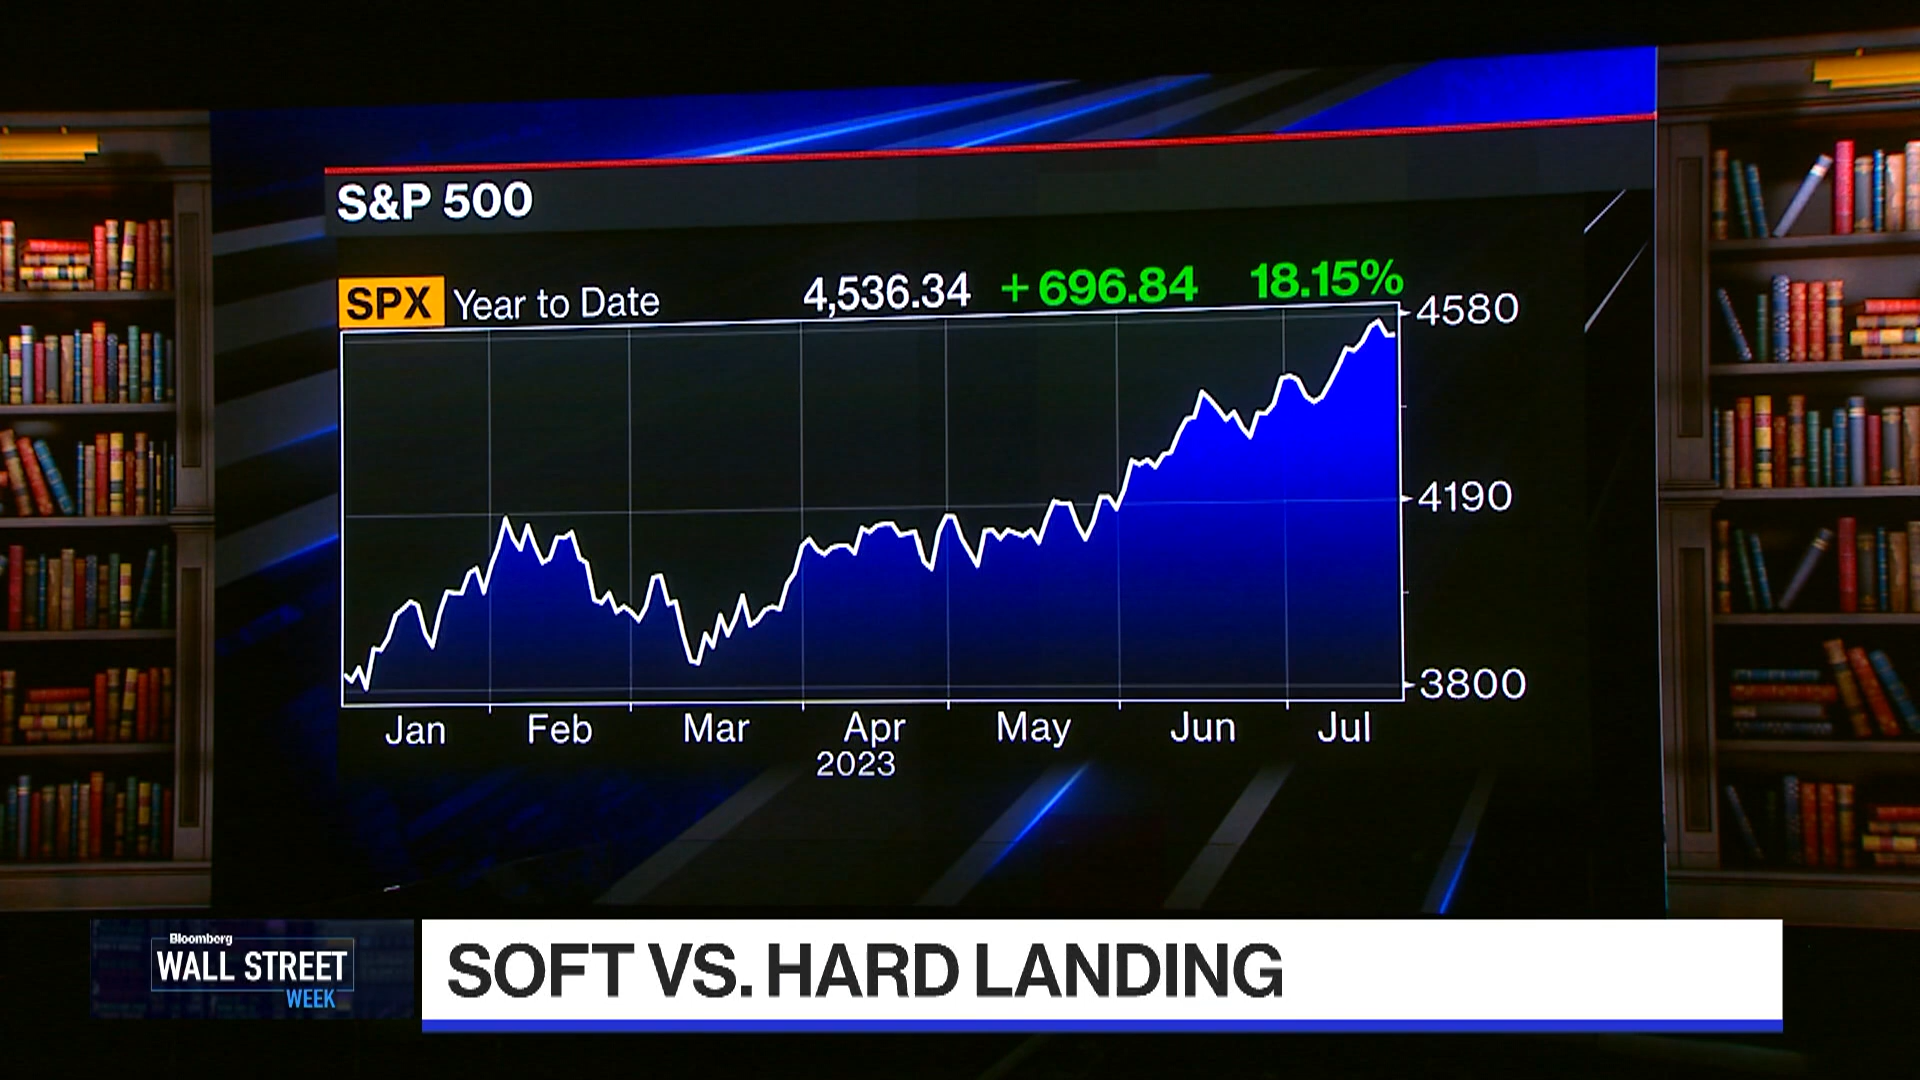 S&P 500
SPX Year to Date 4,536.34 +696.84 18.15%
4580
4190
3800
Jan Feb Mar Apr May Jun Jul
2023
Bloomberg
WALL STREET
WEEK
SOFT VS. HARD LANDING